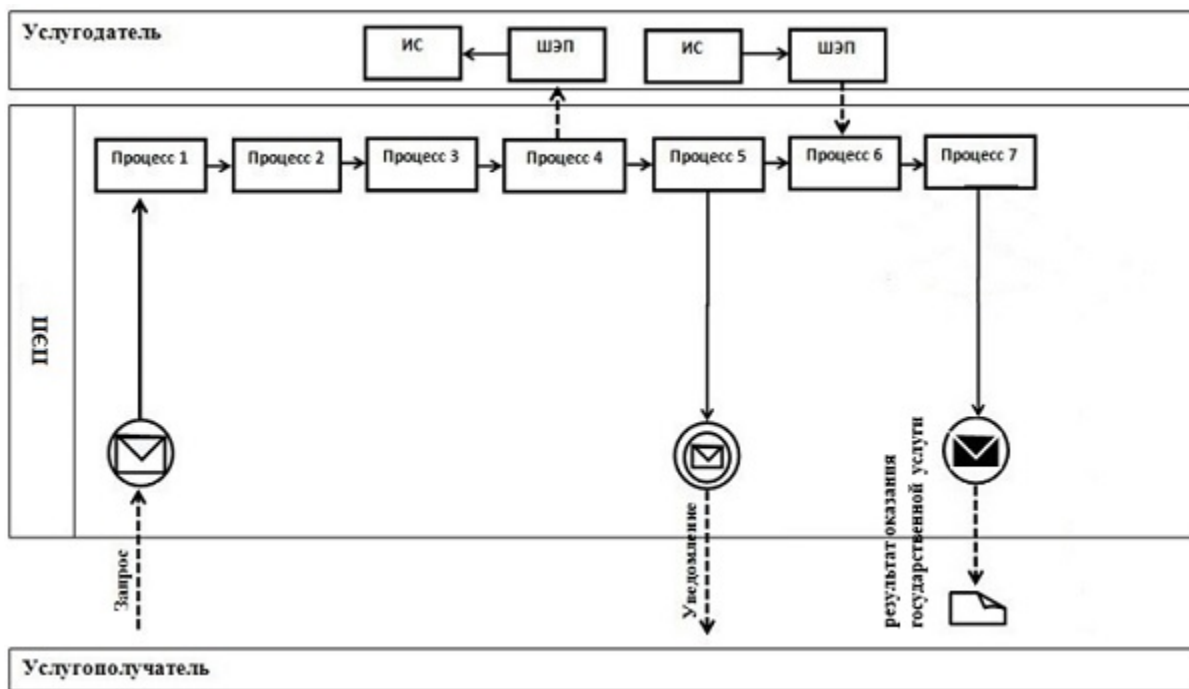 Услугодатель
ИС
ШЭП
ИС
ШЭП
ПЭП
Процесс 1
Процесс 2
Процесс 3
Процесс 4
Процесс 5
Процесс 6
Процесс 7
Запрос
Уведомление
результат оказания
государственной услуги
Услугополучатель